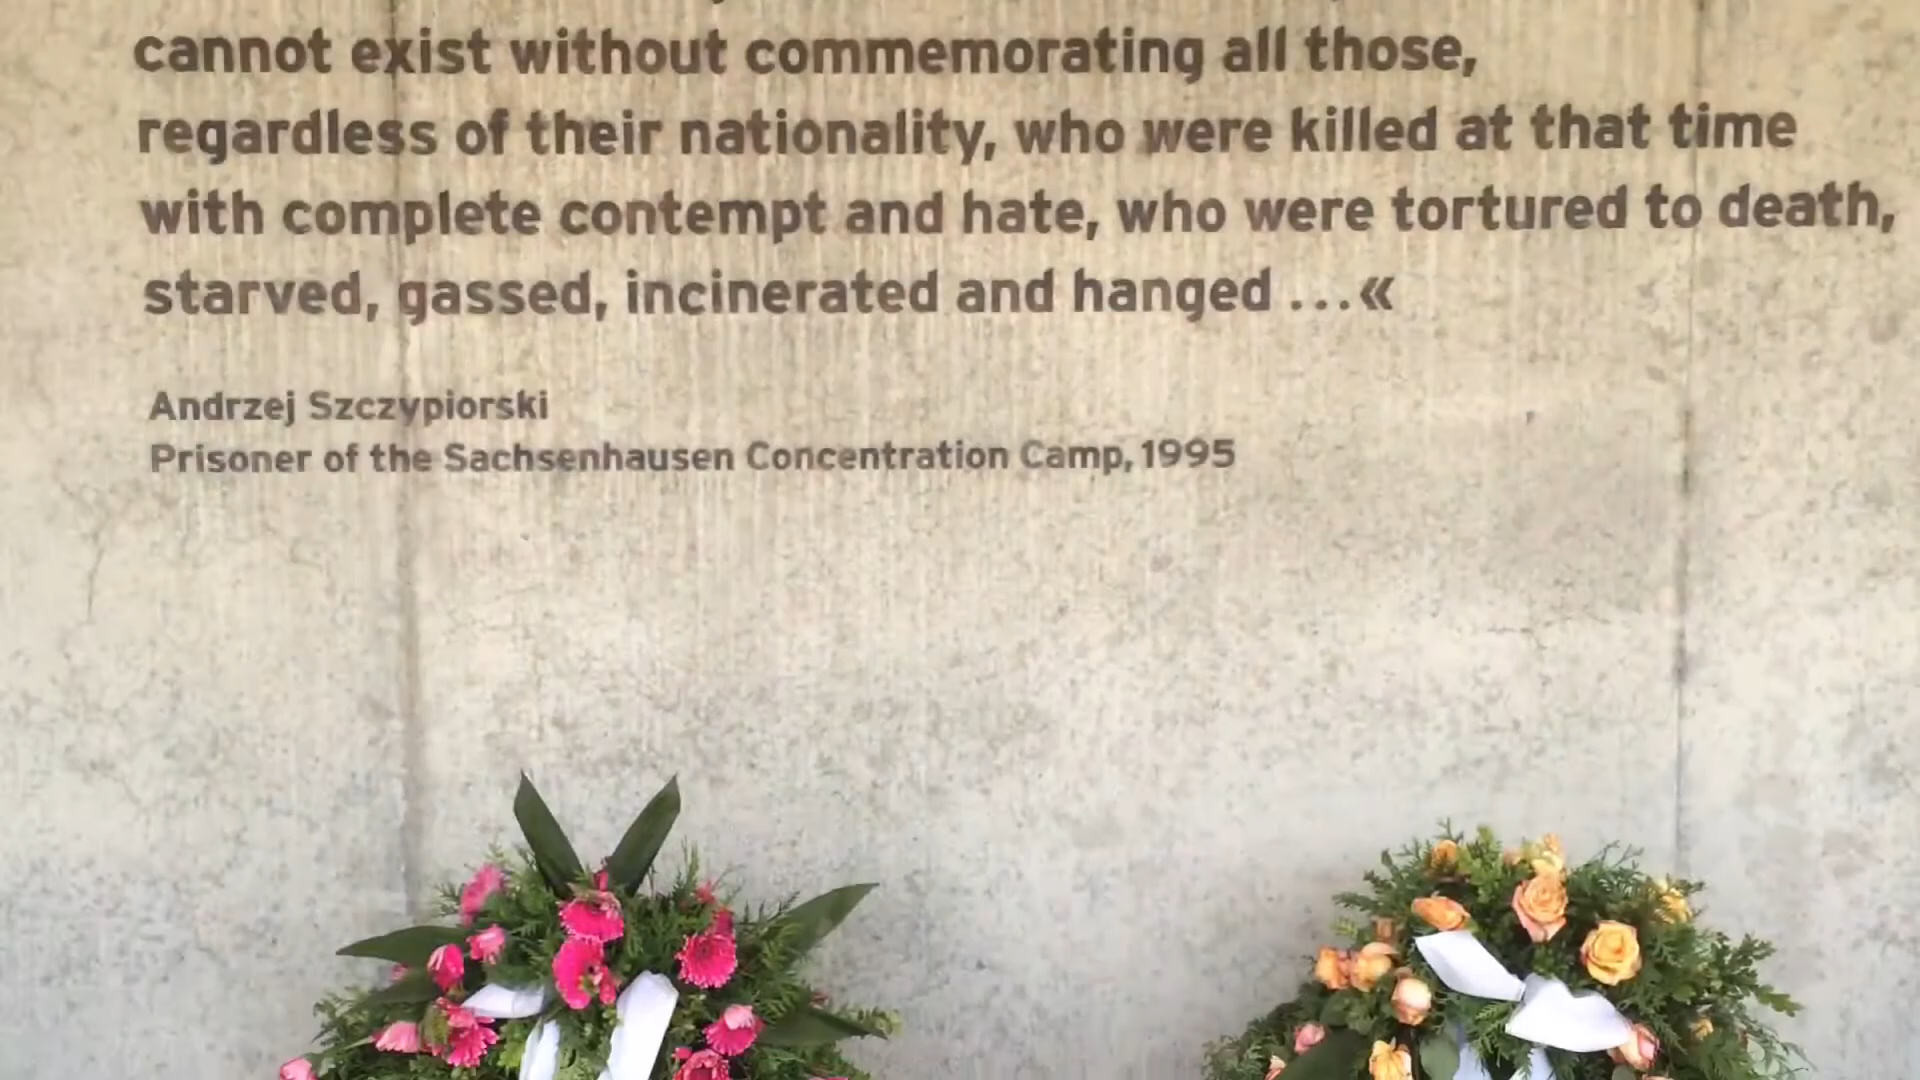 cannot exist without commemorating all those,
regardless of their nationality, who were killed at that time
with complete contempt and hate, who were tortured to death,
starved, gassed, incinerated and hanged ...«
Andrzej Szczypiorski
Prisoner of the Sachsenhausen Concentration Camp, 1995